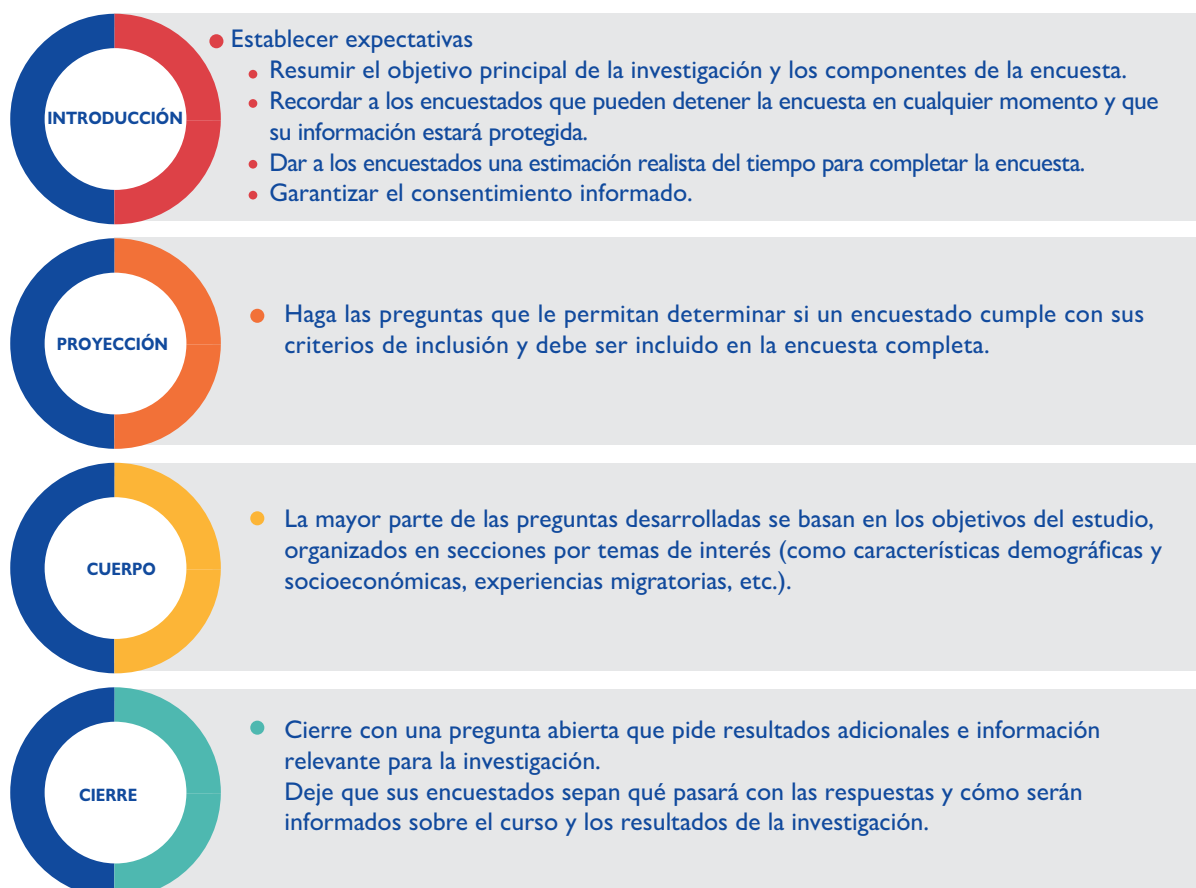 INTRODUCCIÓN
Establecer expectativas
Resumir el objetivo principal de la investigación y los componentes de la encuesta.
Recordar a los encuestados que pueden detener la encuesta en cualquier momento y que
su información estará protegida.
Dar a los encuestados una estimación realista del tiempo para completar la encuesta.
Garantizar el consentimiento informado.
PROYECCIÓN
Haga las preguntas que le permitan determinar si un encuestado cumple con sus
criterios de inclusión y debe ser incluido en la encuesta completa.
CUERPO
La mayor parte de las preguntas desarrolladas se basan en los objetivos del estudio,
organizados en secciones por temas de interés (como características demográficas y
socioeconómicas, experiencias migratorias, etc.).
CIERRE
Cierre con una pregunta abierta que pide resultados adicionales e información
relevante para la investigación.
Deje que sus encuestados sepan qué pasará con las respuestas y cómo serán
informados sobre el curso y los resultados de la investigación.